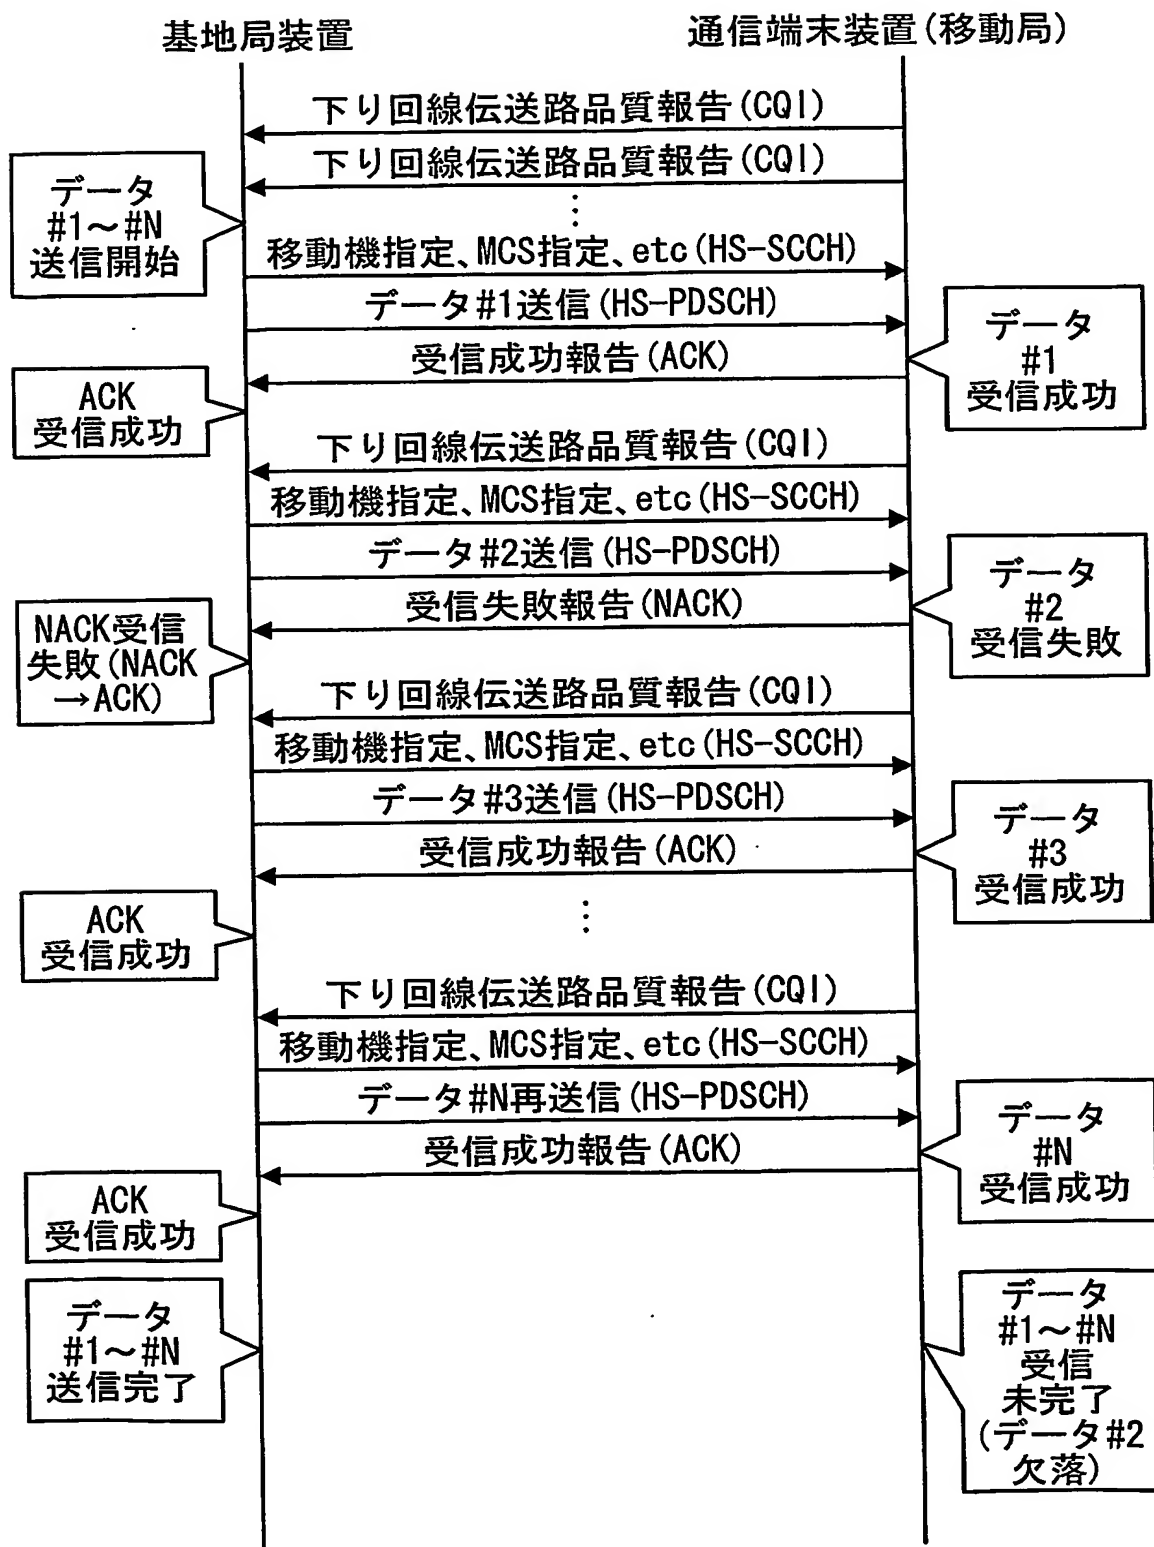 基地局装置
通信端末装置(移動局)
下り回線伝送路品質報告(CQI)
下り回線伝送路品質報告(CQI)
データ
#1～#N
送信開始
⋮
移動機指定、MCS指定、etc(HS-SCCH)
データ#1送信(HS-PDSCH)
データ
#1
受信成功
受信成功報告(ACK)
ACK
受信成功
下り回線伝送路品質報告(CQI)
移動機指定、MCS指定、etc(HS-SCCH)
データ#2送信(HS-PDSCH)
データ
#2
受信失敗
受信失敗報告(NACK)
NACK受信
失敗(NACK
→ACK)
下り回線伝送路品質報告(CQI)
移動機指定、MCS指定、etc(HS-SCCH)
データ#3送信(HS-PDSCH)
データ
#3
受信成功
受信成功報告(ACK)
⋮
ACK
受信成功
下り回線伝送路品質報告(CQI)
移動機指定、MCS指定、etc(HS-SCCH)
データ#N再送信(HS-PDSCH)
データ
#N
受信成功
受信成功報告(ACK)
ACK
受信成功
データ
#1～#N
送信完了
データ
#1～#N
受信
未完了
(データ#2
欠落)